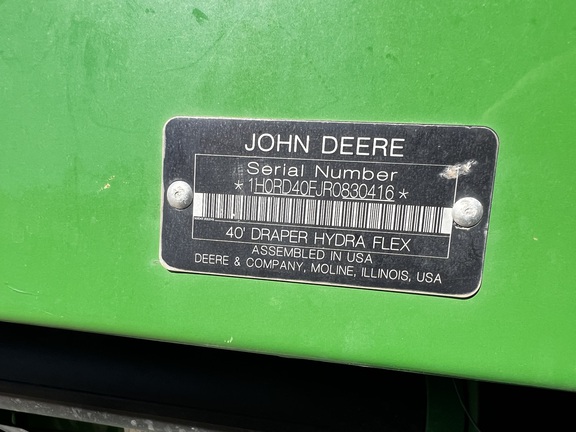 JOHN DEERE
Serial Number
*1H0RD40FJR0830416*
40' DRAPER HYDRA FLEX
ASSEMBLED IN USA
DEERE & COMPANY, MOLINE, ILLINOIS, USA